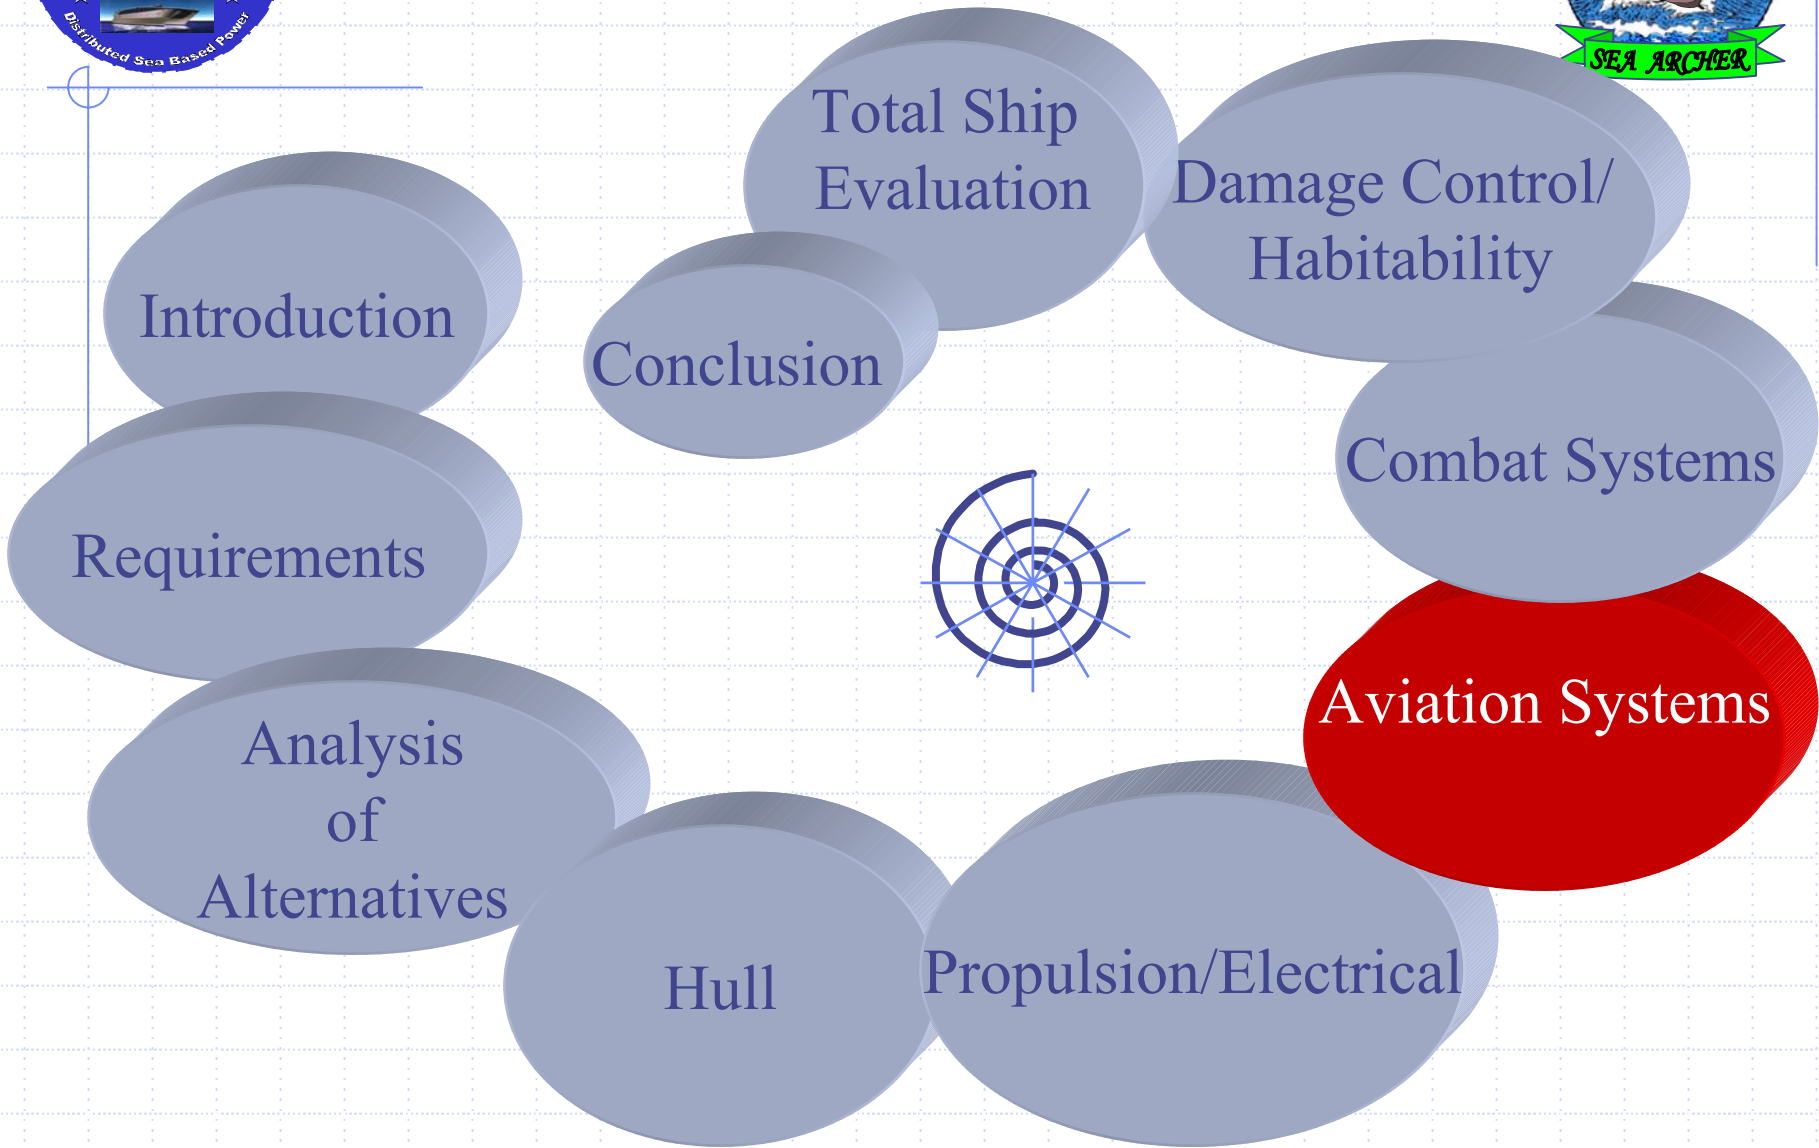 Distributed Sea Based Power
SEA ARCHER
Total Ship
Evaluation
Damage Control/
Habitability
Introduction
Conclusion
Combat Systems
Requirements
Aviation Systems
Analysis
of
Alternatives
Hull
Propulsion/Electrical